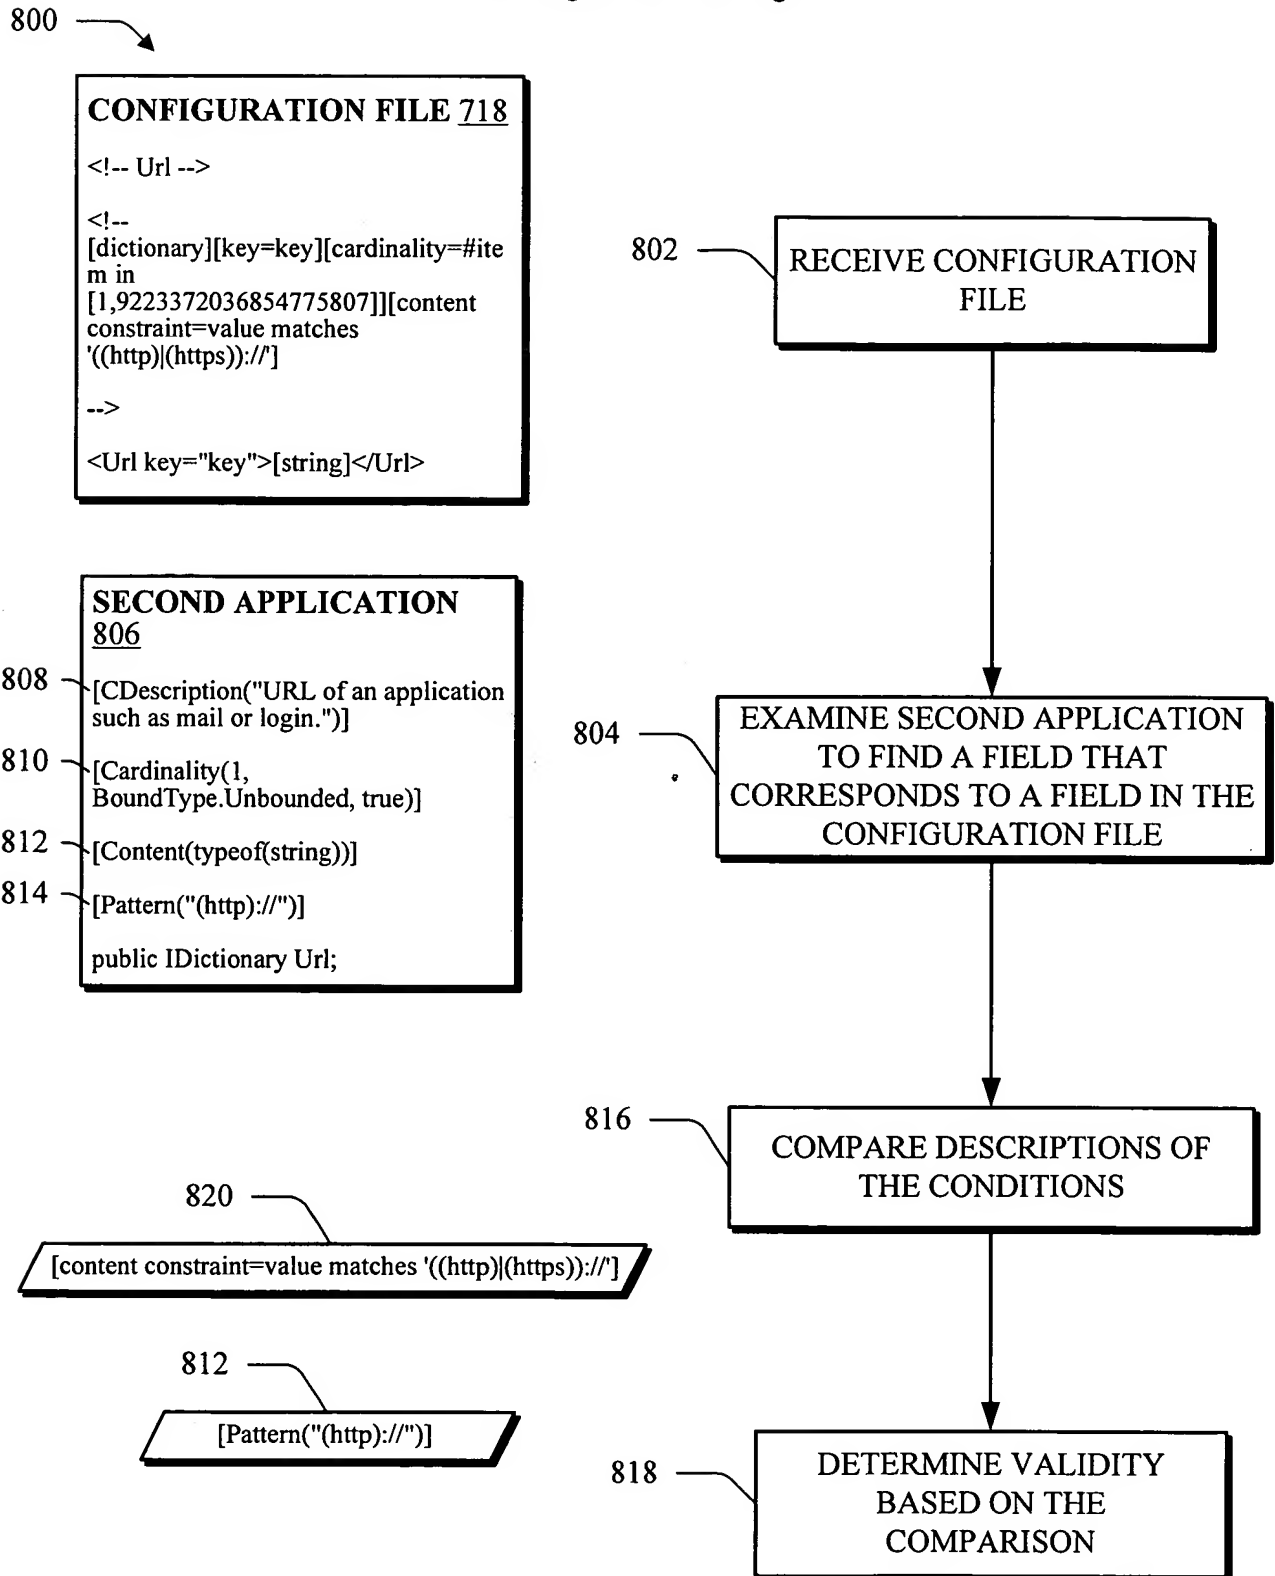 800
CONFIGURATION FILE 718
<!-- Url -->
<!--
[dictionary][key=key][cardinality=#ite
m in
[1,9223372036854775807]][content
constraint=value matches
'((http)|(https))://']
-->
<Url key="key">[string]</Url>
802
RECEIVE CONFIGURATION
FILE
SECOND APPLICATION
806
808
[CDescription("URL of an application
such as mail or login.")]
810
[Cardinality(1,
BoundType.Unbounded, true)]
812
[Content(typeof(string))]
814
[Pattern("(http)://")]
public IDictionary Url;
804
EXAMINE SECOND APPLICATION
TO FIND A FIELD THAT
CORRESPONDS TO A FIELD IN THE
CONFIGURATION FILE
816
COMPARE DESCRIPTIONS OF
THE CONDITIONS
820
[content constraint=value matches '((http)|(https))://']
812
[Pattern("(http)://")]
818
DETERMINE VALIDITY
BASED ON THE
COMPARISON